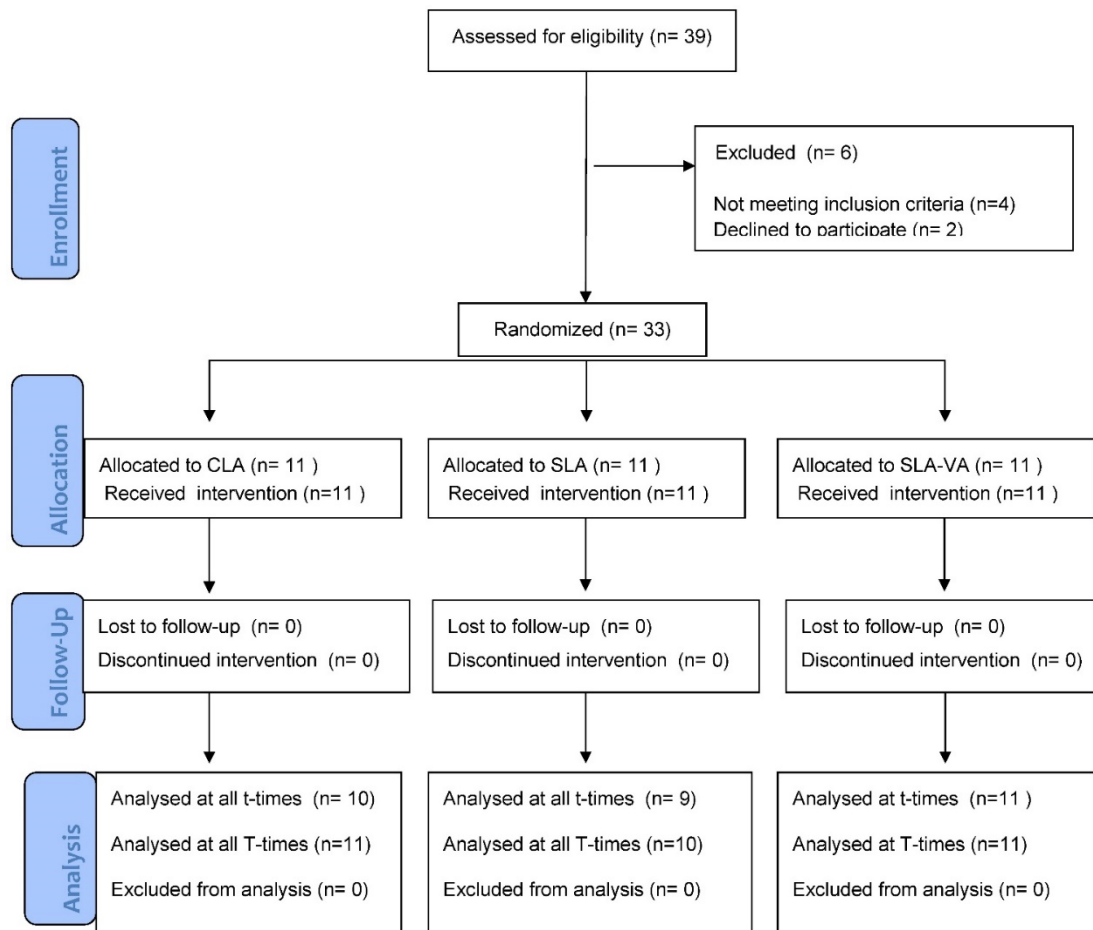 Assessed for eligibility (n= 39)
Enrollment
Excluded (n= 6)
Not meeting inclusion criteria (n=4)
Declined to participate (n= 2)
Randomized (n= 33)
Allocation
Allocated to CLA (n= 11 )
Received intervention (n=11 )
Allocated to SLA (n= 11)
Received intervention (n=11 )
Allocated to SLA-VA (n= 11)
Received intervention (n=11 )
Follow-Up
Lost to follow-up (n= 0)
Discontinued intervention (n= 0)
Lost to follow-up (n= 0)
Discontinued intervention (n= 0)
Lost to follow-up (n= 0)
Discontinued intervention (n= 0)
Analysis
Analysed at all t-times (n= 10)
Analysed at all T-times (n=11)
Excluded from analysis (n= 0)
Analysed at all t-times (n= 9)
Analysed at all T-times (n=10)
Excluded from analysis (n= 0)
Analysed at t-times (n=11 )
Analysed at T-times (n=11)
Excluded from analysis (n= 0)